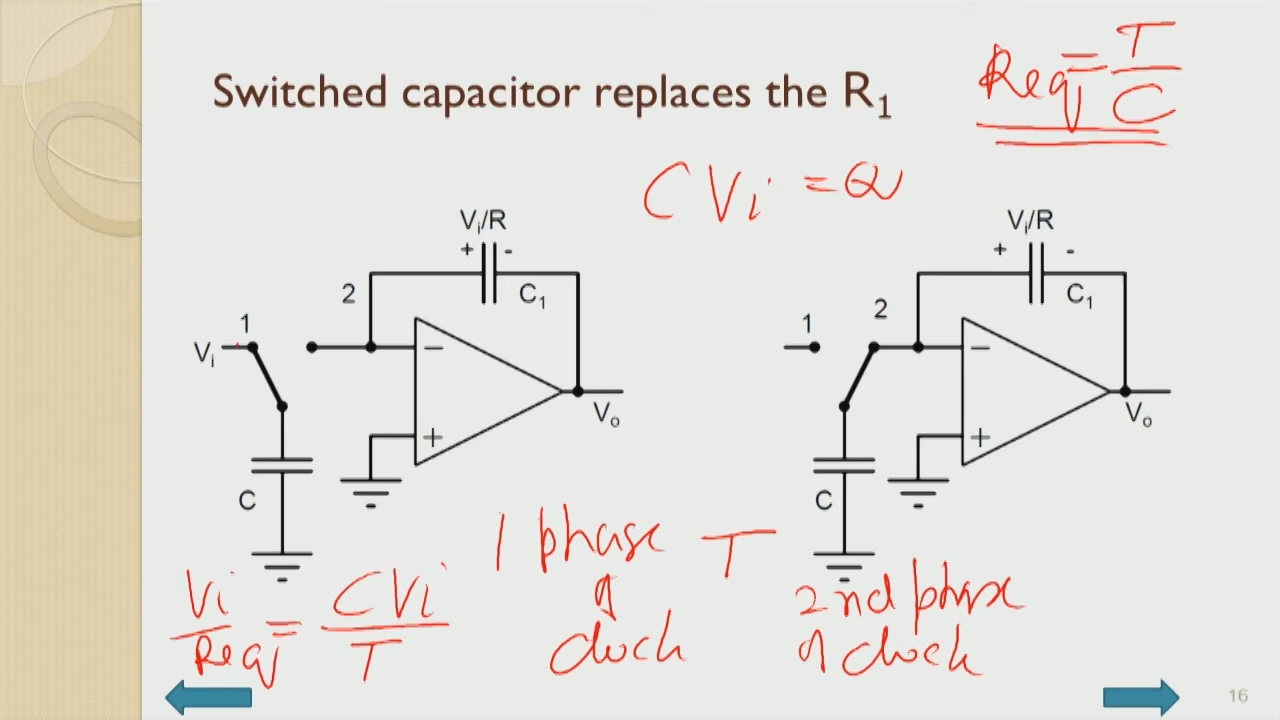 Switched capacitor replaces the R₁
Req = T/C
CVi = Q
Vᵢ/R
+ -
C₁
2
1
Vᵢ
−
+
Vₒ
C
Vᵢ/R
+ -
C₁
2
1
−
+
Vₒ
C
1 phase
of
clock
T
2nd phase
of clock
Vi/Req = CVi/T
16